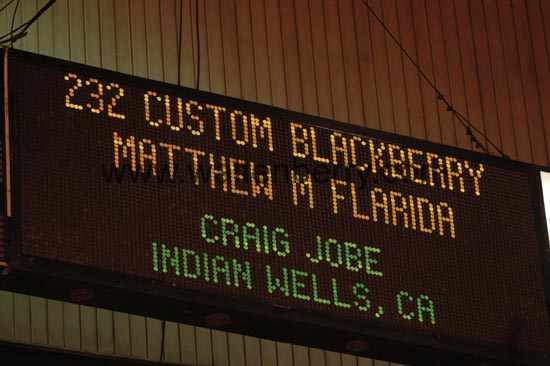 232 CUSTOM BLACKBERRY
MATTHEW M FLARIDA
CRAIG JOBE
INDIAN WELLS, CA